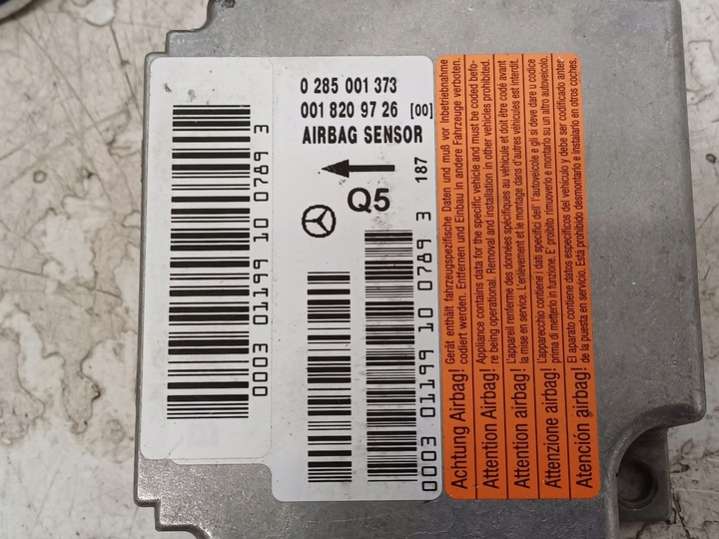 0 285 001 373
001 820 97 26 [00]
AIRBAG SENSOR
187
Q5
0003 01199 10 0789 3
0003 01199 10 0789 3
Achtung Airbag! Gerät enthält fahrzeugspezifische Daten und muß vor Inbetriebnahme
codiert werden. Entfernen und Einbau in andere Fahrzeuge verboten.
Attention Airbag! Appliance contains data for the specific vehicle and must be coded befo-
re being operational. Removal and installation in other vehicles prohibited.
Attention airbag! L'appareil renferme des données spécifiques au véhicule et doit être codé avant
la mise en service. L'enlèvement et le montage dans d'autres véhicules est interdit.
Attenzione airbag! L'apparecchio contiene i dati specifici dell' autoveicolo e gli si deve dare u codice
prima di metterlo in funzione. E' proibito rimuoverlo e montarlo su un altro autoveicolo.
Atención airbag! El aparato contiene datos específicos del vehículo y debe ser codificado anter
de la puesta en servicio. Está prohibido desmontarlo e instalarlo en otros coches.